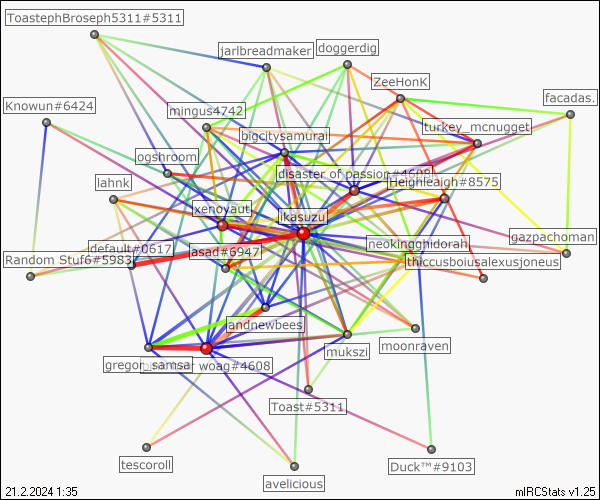 ToastephBroseph5311#5311
jarlbreadmaker
doggerdig
ZeeHonK
facadas.
Knowun#6424
mingus4742
turkey_mcnugget
bigcitysamurai
ogshroom
disaster of passion#4608
Heighleaigh#8575
lahnk
xenoyauti
ikasuzu
neokingghidorah
gazpachoman
default#0617
Random Stuf6#5983
asad#6947
thiccusboiusalexusjoneus
andnewbees
mukszi
moonraven
gregor_samsa
woag#4608
Toast#5311
tescoroll
avelicious
Duck™#9103
21.2.2024 1:35
mIRCStats v1.25